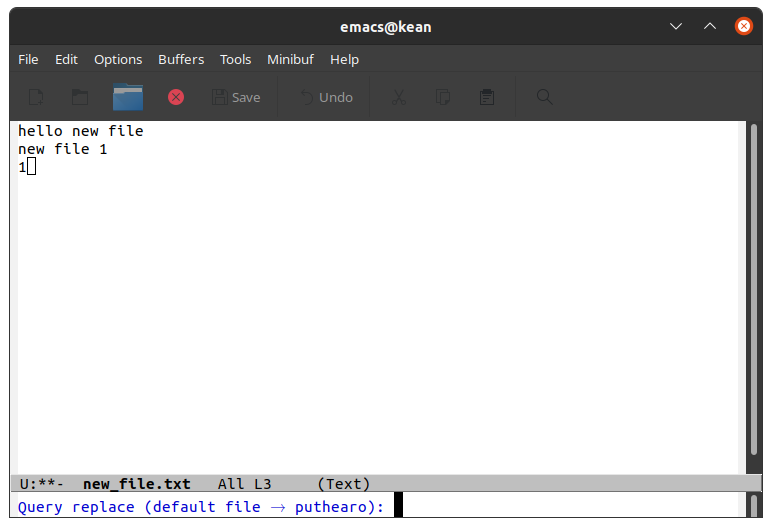 emacs@kean
File Edit Options Buffers Tools Minibuf Help
Save Undo
hello new file
new file 1
1
U:**- new_file.txt All L3 (Text)
Query replace (default file → puthearo):